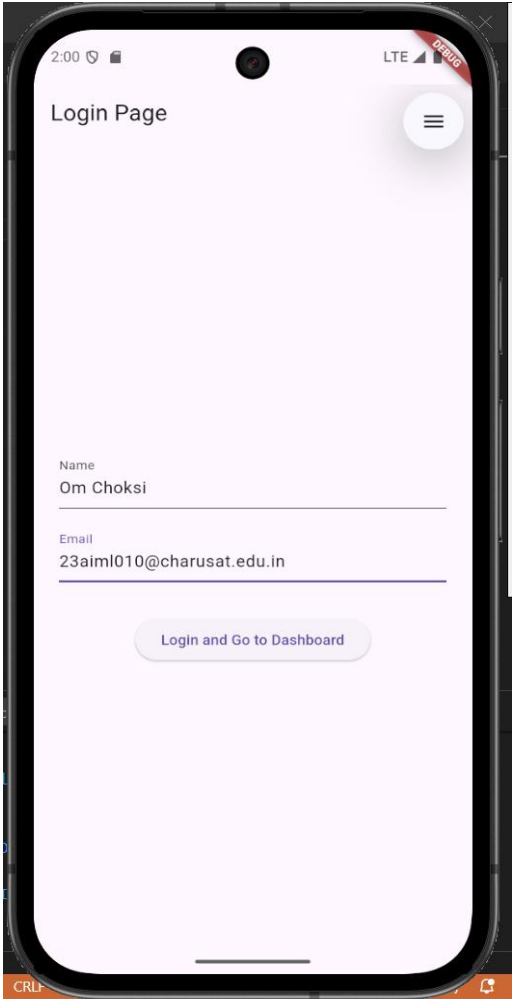 2:00
LTE
DEBUG
Login Page
Name
Om Choksi
Email
23aiml010@charusat.edu.in
Login and Go to Dashboard
CRLF